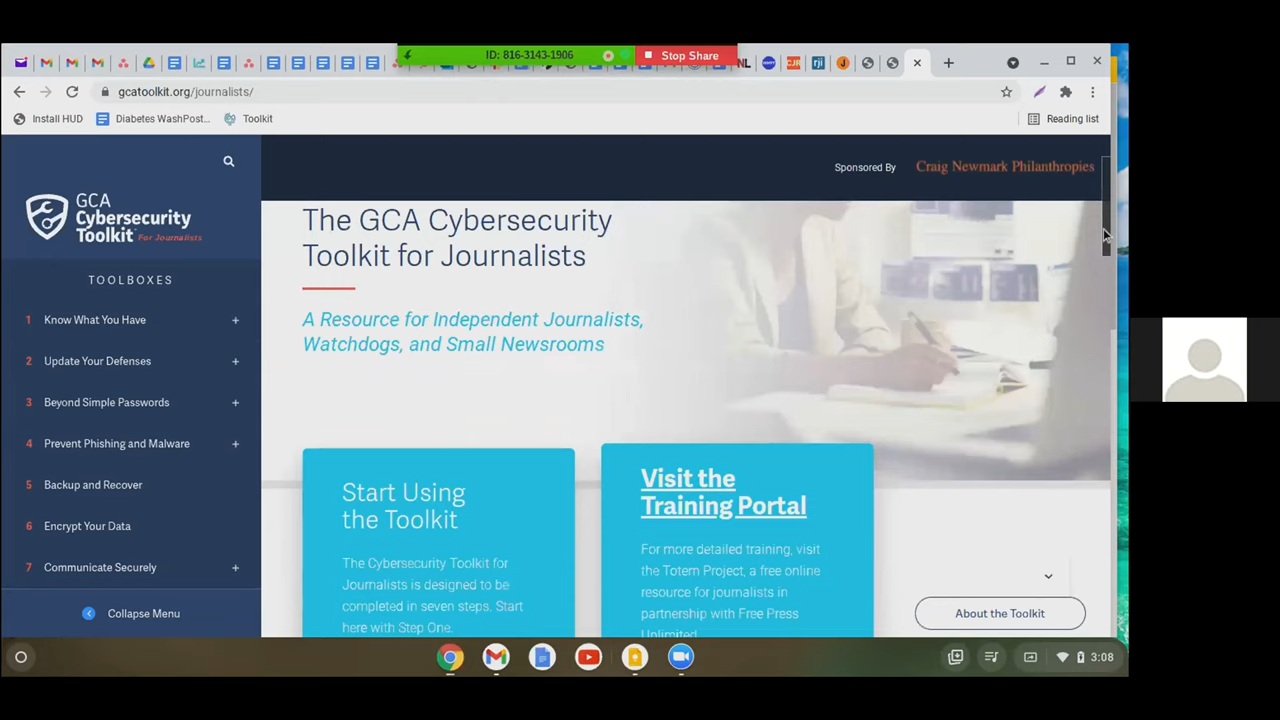 ID: 816-3143-1906
Stop Share
NL
CJR
rji
J
gcatoolkit.org/journalists/
Install HUD
Diabetes WashPost...
Toolkit
Reading list
GCA
Cybersecurity
Toolkit For Journalists
Sponsored By
Craig Newmark Philanthropies
TOOLBOXES
1 Know What You Have +
2 Update Your Defenses +
3 Beyond Simple Passwords +
4 Prevent Phishing and Malware +
5 Backup and Recover
6 Encrypt Your Data
7 Communicate Securely +
Collapse Menu
The GCA Cybersecurity
Toolkit for Journalists
A Resource for Independent Journalists,
Watchdogs, and Small Newsrooms
Start Using
the Toolkit
The Cybersecurity Toolkit for
Journalists is designed to be
completed in seven steps. Start
here with Step One.
Visit the
Training Portal
For more detailed training, visit
the Totem Project, a free online
resource for journalists in
partnership with Free Press
Unlimited.
About the Toolkit
3:08